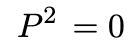 P² = 0